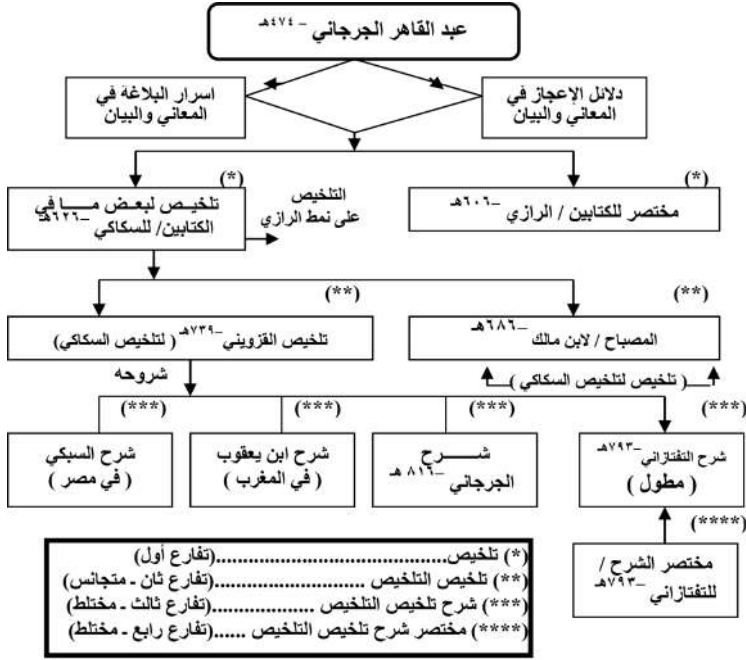 عبد القاهر الجرجاني –٤٧٤هـ
دلائل الإعجاز في
المعاني والبيان
اسرار البلاغة في
المعاني والبيان
(*)
مختصر للكتابين / الرازي –٦٠٦هـ
(*)
تلخيص لبعض مـــا في
الكتابين/ للسكاكي –٦٢٦هـ
التلخيص
على نمط الرازي
(**)
المصباح / لابن مالك –٦٨٦هـ
(**)
تلخيص القزويني –٧٣٩هـ ( لتلخيص السكاكي)
( تلخيص لتلخيص السكاكي )
شروحه
(***)
شرح التفتازاني –٧٩٣هـ
( مطول )
(***)
شـــــرح
الجرجاني –٨١٦ هـ
(***)
شرح ابن يعقوب
( في المغرب )
(***)
شرح السبكي
( في مصر )
(****)
مختصر الشرح /
للتفتازاني –٧٩٣هـ
(*) تلخيص.......................................(تفارع أول)
(**) تلخيص التلخيص ........................(تفارع ثان - متجانس)
(***) شرح تلخيص التلخيص .................(تفارع ثالث - مختلط)
(****) مختصر شرح تلخيص التلخيص ......(تفارع رابع - مختلط)